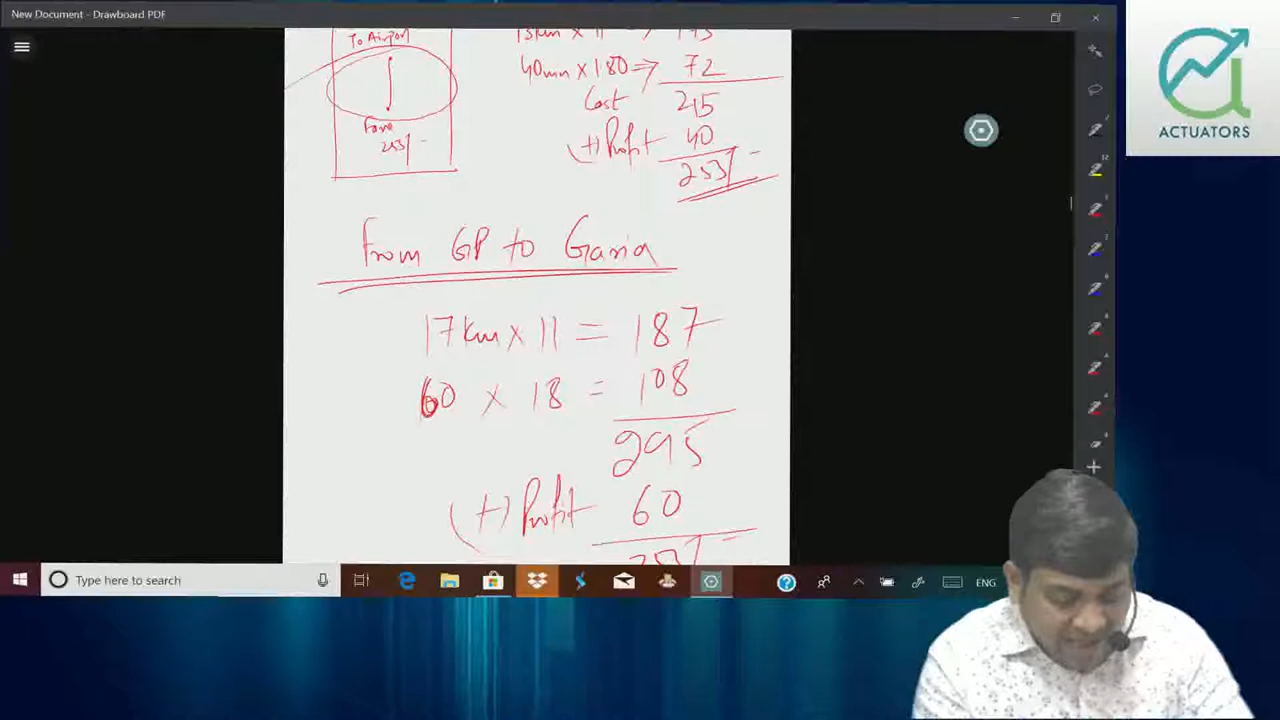 New Document - Drawboard PDF
To Airport
Fare
253/-
40min x 180 → 72
Cost 215
(+) Profit 40
253/-
ACTUATORS
From GP to Garia
17km x 11 = 187
60 x 18 = 108
295
(+) Profit 60
Type here to search
ENG